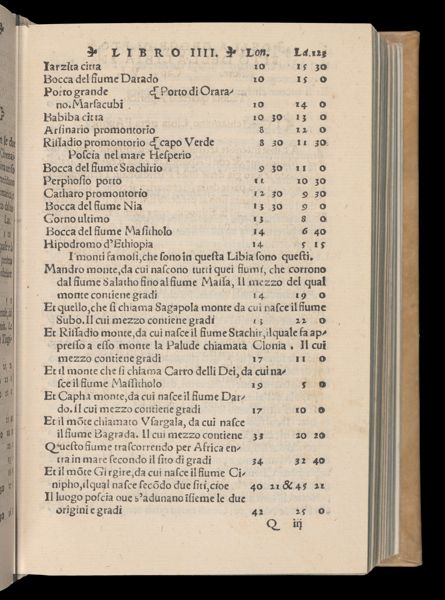 LIBRO IIII. Lon. La. 123
Iarzita citta 10 15 30
Bocca del fiume Darado 10 15 0
Porto grande Porto di Orara-
no. Marsacubi. 10 14 0
Babiba citta 10 30 13 0
Arsinario promontorio 8 12 0
Rissadio promontorio capo Verde 8 30 11 30
Poscia nel mare Hesperio
Bocca del fiume Stachirio 9 30 11 0
Perphosio porto 11 10 30
Catharo promontorio 12 30 9 30
Bocca del fiume Nia 13 30 9 0
Corno ultimo 13 8 0
Bocca del fiume Masitholo 14 6 40
Hipodromo d'Ethiopia 14 5 15
I monti famosi, che sono in questa Libia sono questi.
Mandro monte, da cui nascono tutti quei fiumi, che corrono
dal fiume Salatho fino al fiume Massa, Il mezzo del qual
monte contiene gradi 14 19 0
Et quello, che si chiama Sagapola monte da cui nasce il fiume
Subo. Il cui mezzo contiene gradi 13 22 0
Et Rissadio monte, da cui nasce il fiume Stachir, il quale fa ap-
presso a esso monte la Palude chiamata Clonia. Il cui
mezzo contiene gradi 17 11 0
Et il monte che si chiama Carro delli Dei, da cui na-
sce il fiume Massitholo 19 5 0
Et Capha monte, da cui nasce il fiume Dar-
do. Il cui mezzo contiene gradi 17 10 0
Et il mõte chiamato Vsargala, da cui nasce
il fiume Bagrada. Il cui mezzo contiene 33 20 20
Questo fiume trascorrendo per Africa en-
tra in mare secondo il sito di gradi 34 32 40
Et il mõte Girgire, da cui nasce il fiume Ci-
nipho, il qual nasce secõdo due siti, cioe 40 21 & 45 21
Il luogo poscia oue s'adunano issieme le due
origini e gradi 42 25 0
Q iij